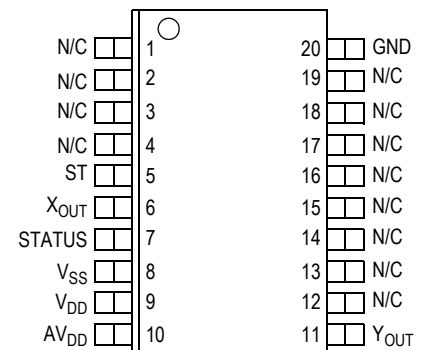 N/C 1 20 GND
N/C 2 19 N/C
N/C 3 18 N/C
N/C 4 17 N/C
ST 5 16 N/C
XOUT 6 15 N/C
STATUS 7 14 N/C
VSS 8 13 N/C
VDD 9 12 N/C
AVDD 10 11 YOUT